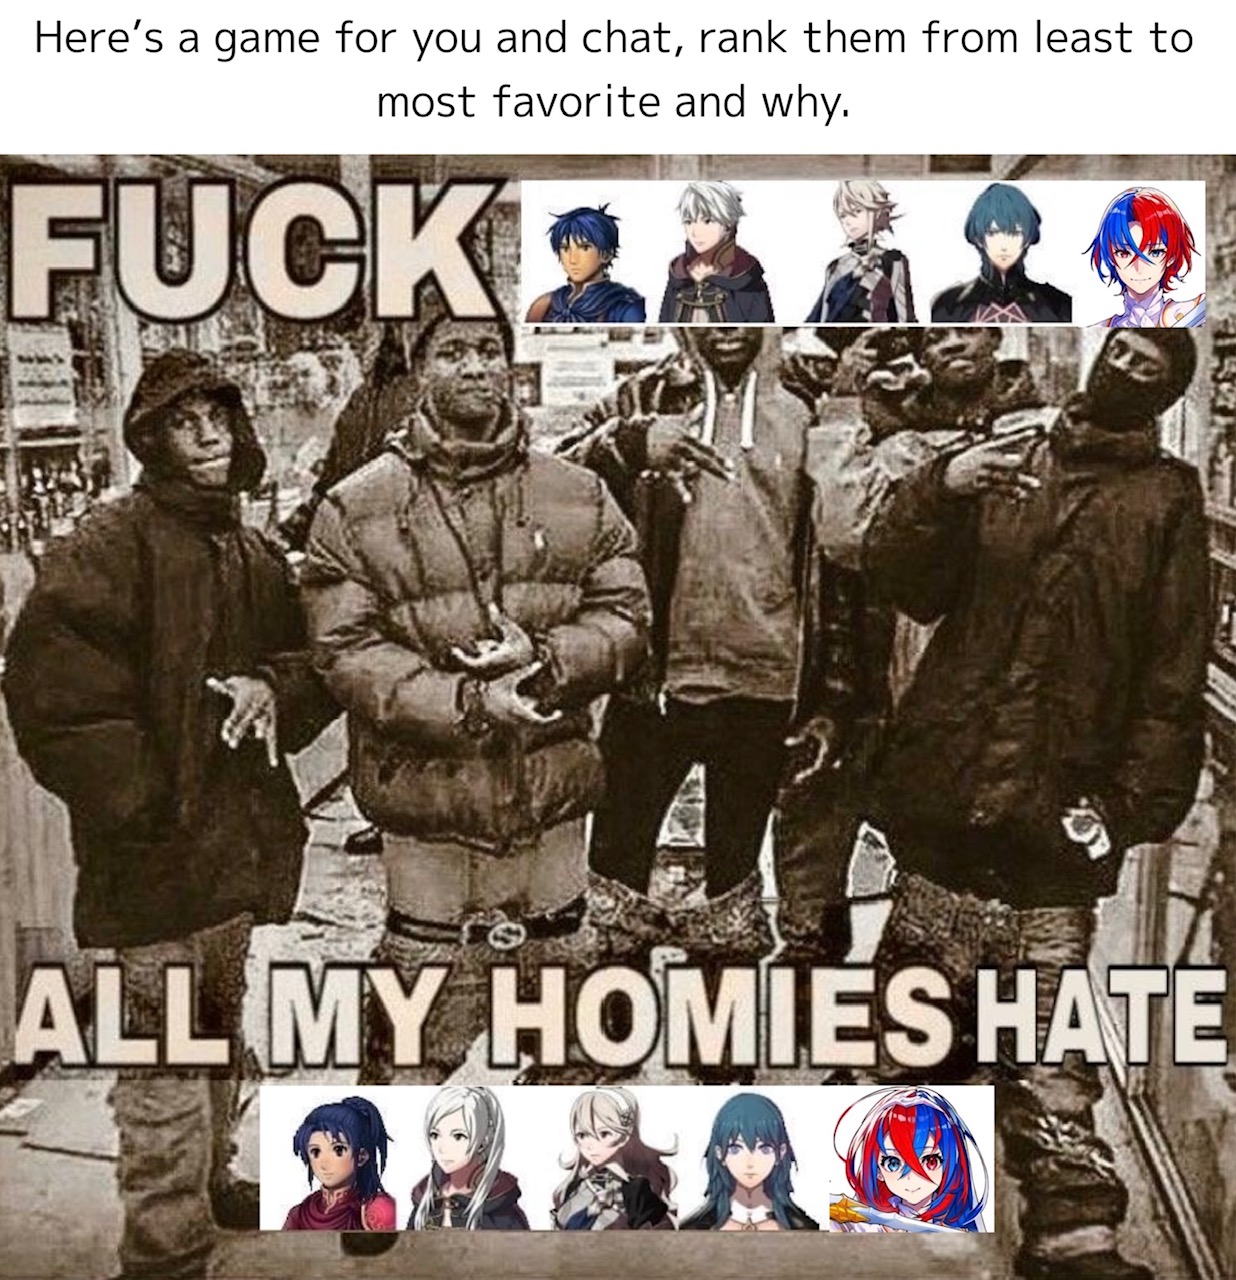 Here’s a game for you and chat, rank them from least to
most favorite and why.
FUCK
ALL MY HOMIES HATE